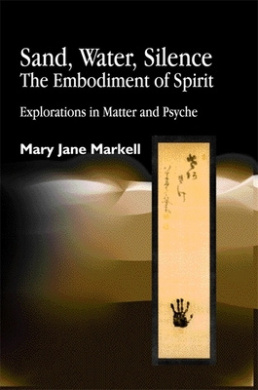 Sand, Water, Silence
The Embodiment of Spirit
Explorations in Matter and Psyche
Mary Jane Markell